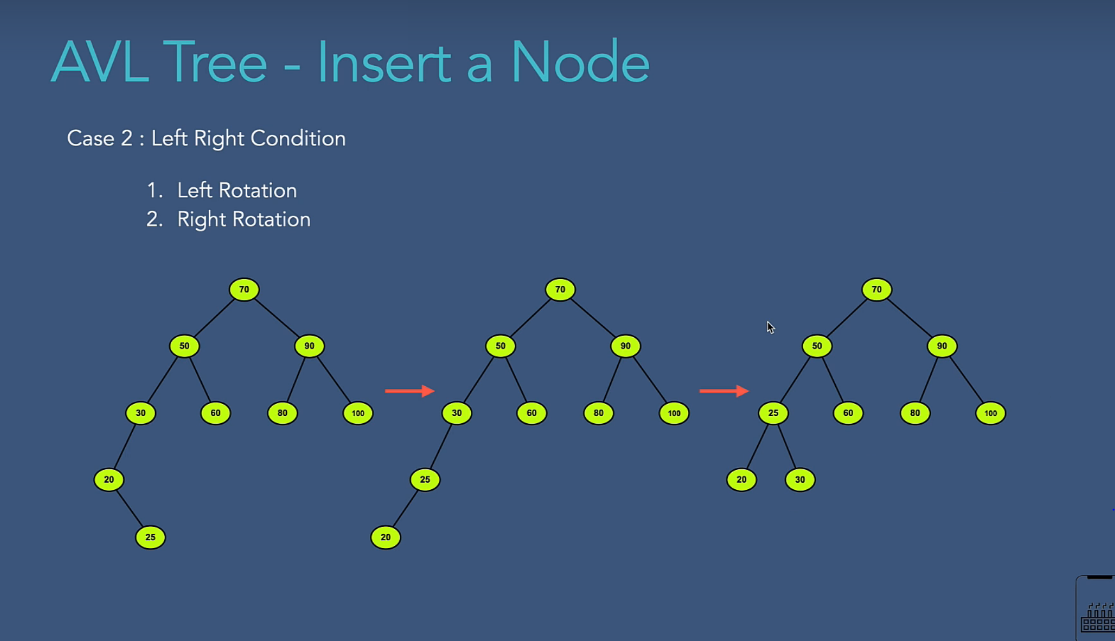 AVL Tree - Insert a Node
Case 2 : Left Right Condition
1. Left Rotation
2. Right Rotation
70 70 70
50 90 50 90 50 90
30 60 80 100 30 60 80 100 25 60 80 100
20 25 20 30
25 20